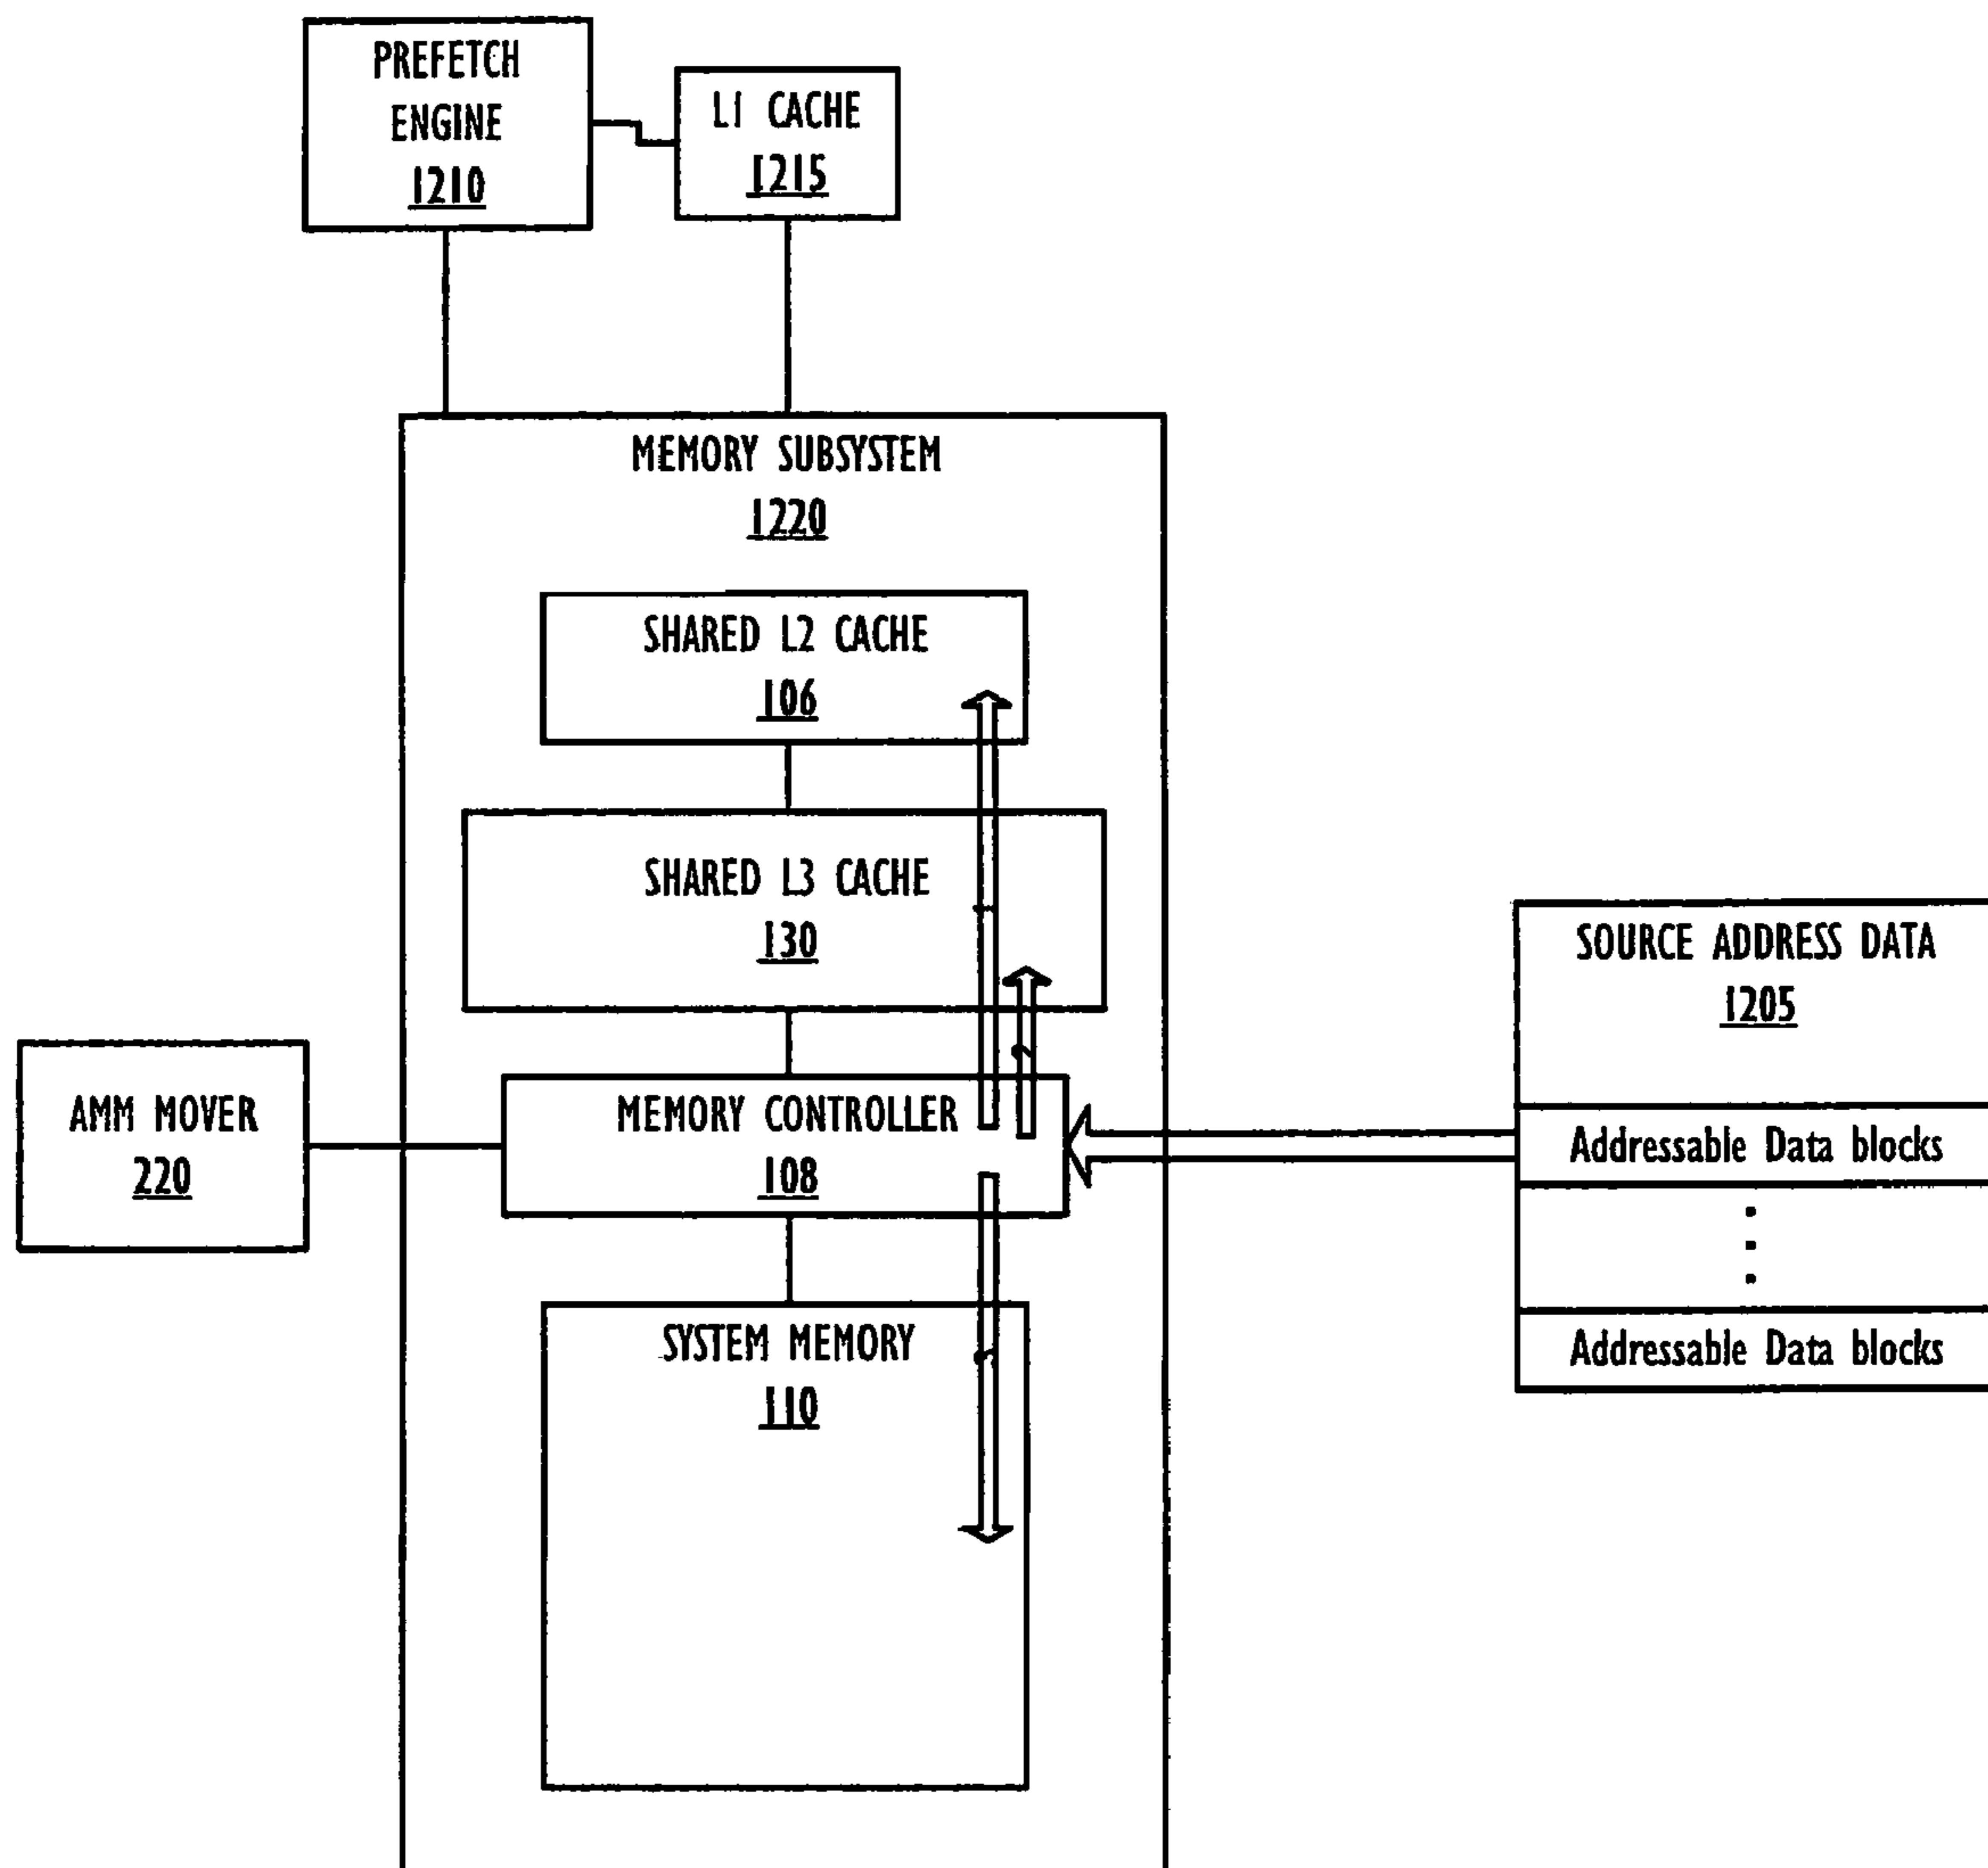 PREFETCH
ENGINE
1210
L1 CACHE
1215
MEMORY SUBSYSTEM
1220
SHARED L2 CACHE
106
SHARED L3 CACHE
130
MEMORY CONTROLLER
108
SYSTEM MEMORY
110
AMM MOVER
220
SOURCE ADDRESS DATA
1205
Addressable Data blocks
Addressable Data blocks